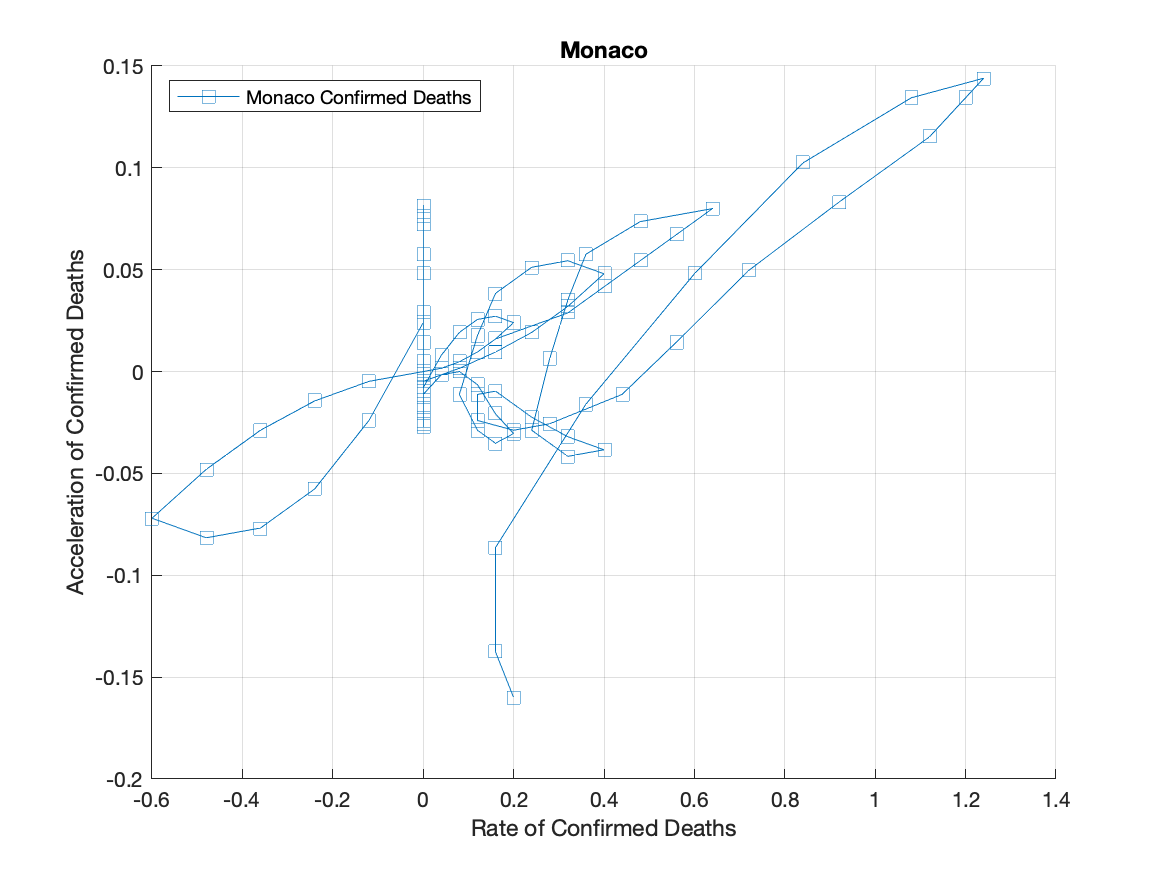 Monaco
Monaco Confirmed Deaths
0.15
0.1
0.05
0
-0.05
-0.1
-0.15
-0.2
Acceleration of Confirmed Deaths
-0.6 -0.4 -0.2 0 0.2 0.4 0.6 0.8 1 1.2 1.4
Rate of Confirmed Deaths